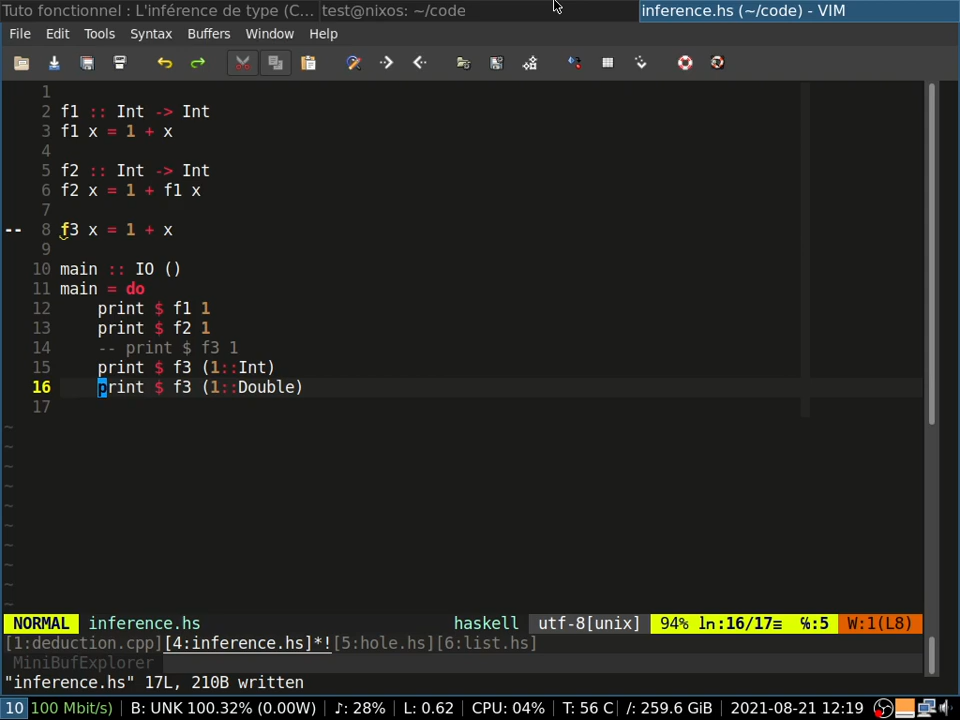 Tuto fonctionnel : L'inférence de type (C... test@nixos: ~/code inference.hs (~/code) - VIM
File Edit Tools Syntax Buffers Window Help
1
2 f1 :: Int -> Int
3 f1 x = 1 + x
4
5 f2 :: Int -> Int
6 f2 x = 1 + f1 x
7
-- 8 f3 x = 1 + x
9
10 main :: IO ()
11 main = do
12 print $ f1 1
13 print $ f2 1
14 -- print $ f3 1
15 print $ f3 (1::Int)
16 print $ f3 (1::Double)
17
~
~
~
~
~
~
~
~
~
~
NORMAL inference.hs haskell utf-8[unix] 94% ln:16/17≡ ℅:5 W:1(L8)
[1:deduction.cpp][4:inference.hs]*![5:hole.hs][6:list.hs]
MiniBufExplorer
"inference.hs" 17L, 210B written
10 100 Mbit/s) | B: UNK 100.32% (0.00W) | ♪: 28% | L: 0.62 | CPU: 04% | T: 56 C | /: 259.6 GiB | 2021-08-21 12:19